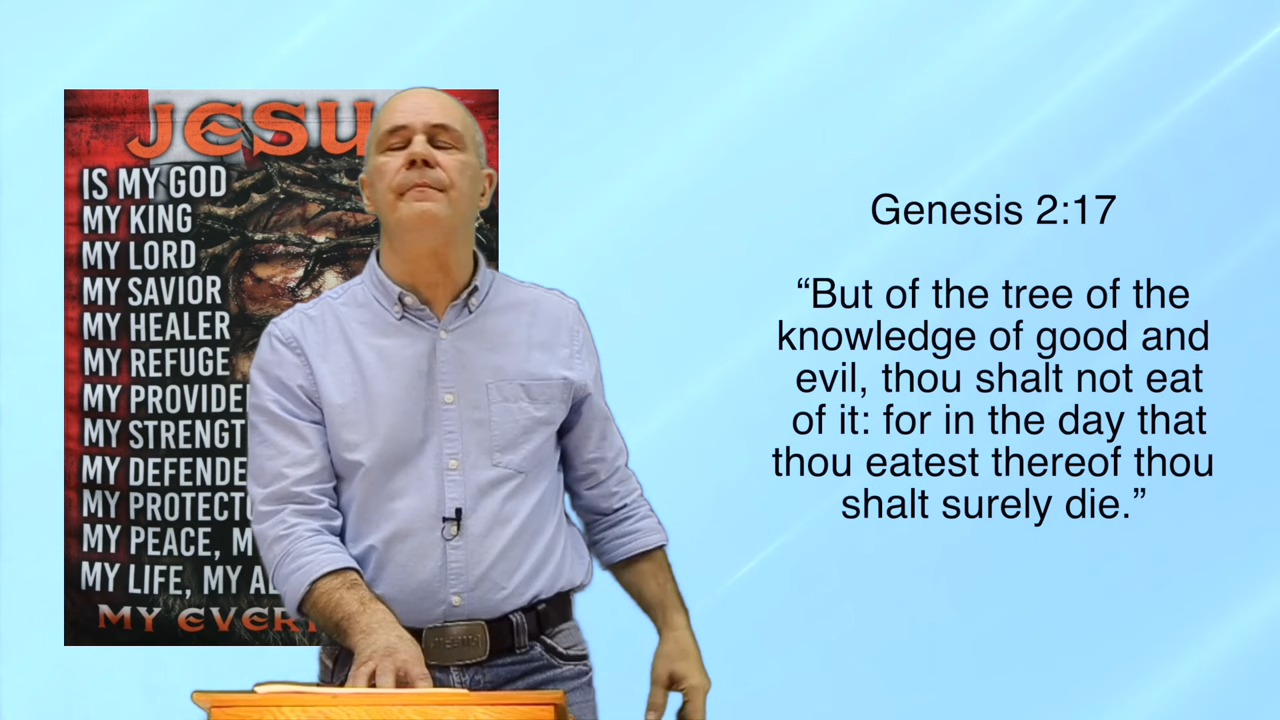 JESU
IS MY GOD
MY KING
MY LORD
MY SAVIOR
MY HEALER
MY REFUGE
MY PROVIDE
MY STRENGT
MY DEFENDE
MY PROTECTO
MY PEACE, M
MY LIFE, MY AL
MY EVERY
Genesis 2:17
“But of the tree of the
knowledge of good and
evil, thou shalt not eat
of it: for in the day that
thou eatest thereof thou
shalt surely die.”